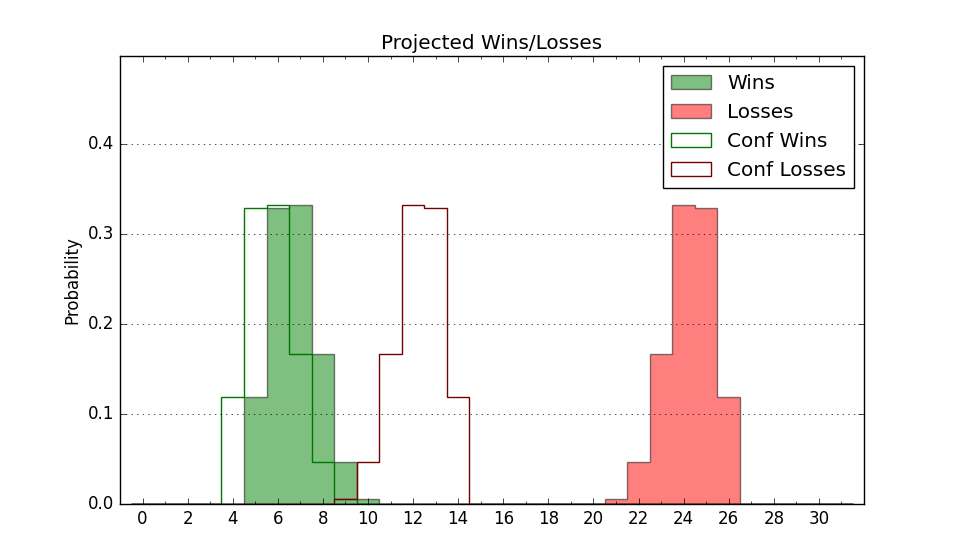 Projected Wins/Losses
Wins
Losses
Conf Wins
Conf Losses
Probability
0.4
0.3
0.2
0.1
0.0
0 2 4 6 8 10 12 14 16 18 20 22 24 26 28 30